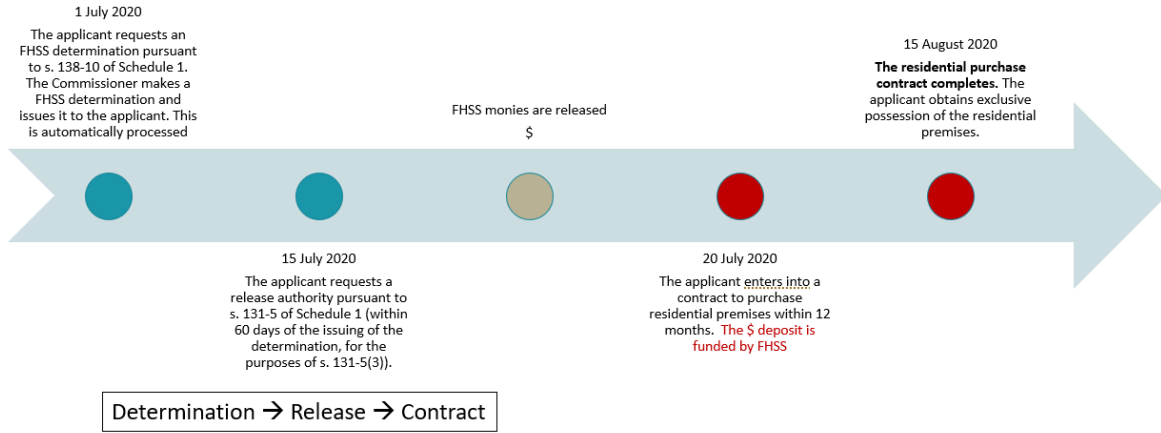 1 July 2020
The applicant requests an
FHSS determination pursuant
to s. 138-10 of Schedule 1.
The Commissioner makes a
FHSS determination and
issues it to the applicant. This
is automatically processed
15 July 2020
The applicant requests a
release authority pursuant to
s. 131-5 of Schedule 1 (within
60 days of the issuing of the
determination, for the
purposes of s. 131-5(3)).
FHSS monies are released
$
20 July 2020
The applicant enters into a
contract to purchase
residential premises within 12
months. The $ deposit is
funded by FHSS
15 August 2020
The residential purchase
contract completes. The
applicant obtains exclusive
possession of the residential
premises.
Determination → Release → Contract